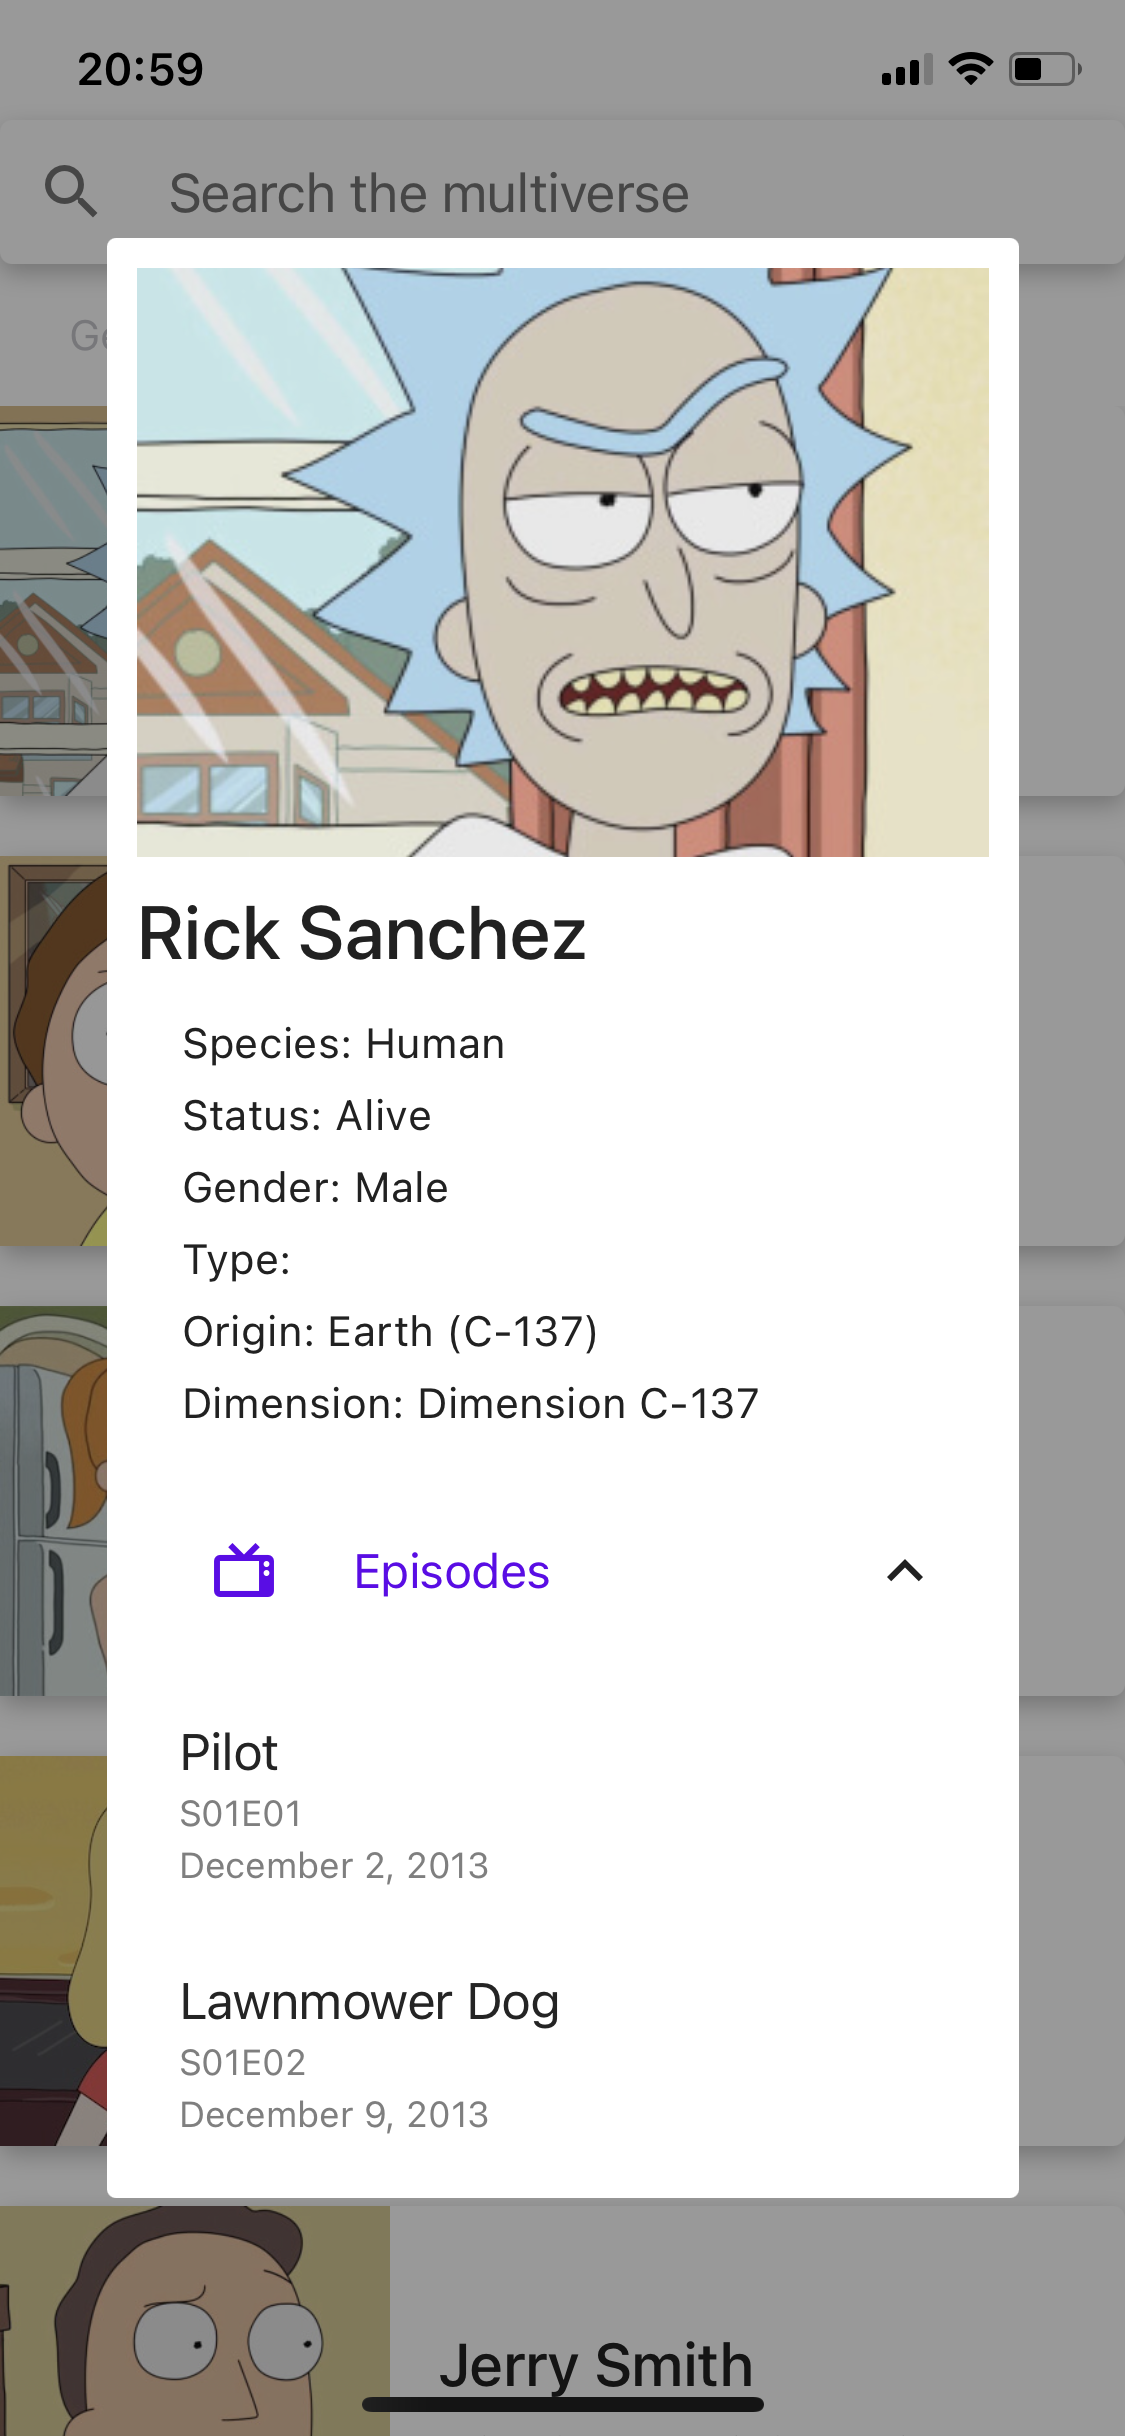 20:59
Search the multiverse
Ge
Rick Sanchez
Species: Human
Status: Alive
Gender: Male
Type:
Origin: Earth (C-137)
Dimension: Dimension C-137
Episodes
Pilot
S01E01
December 2, 2013
Lawnmower Dog
S01E02
December 9, 2013
Jerry Smith